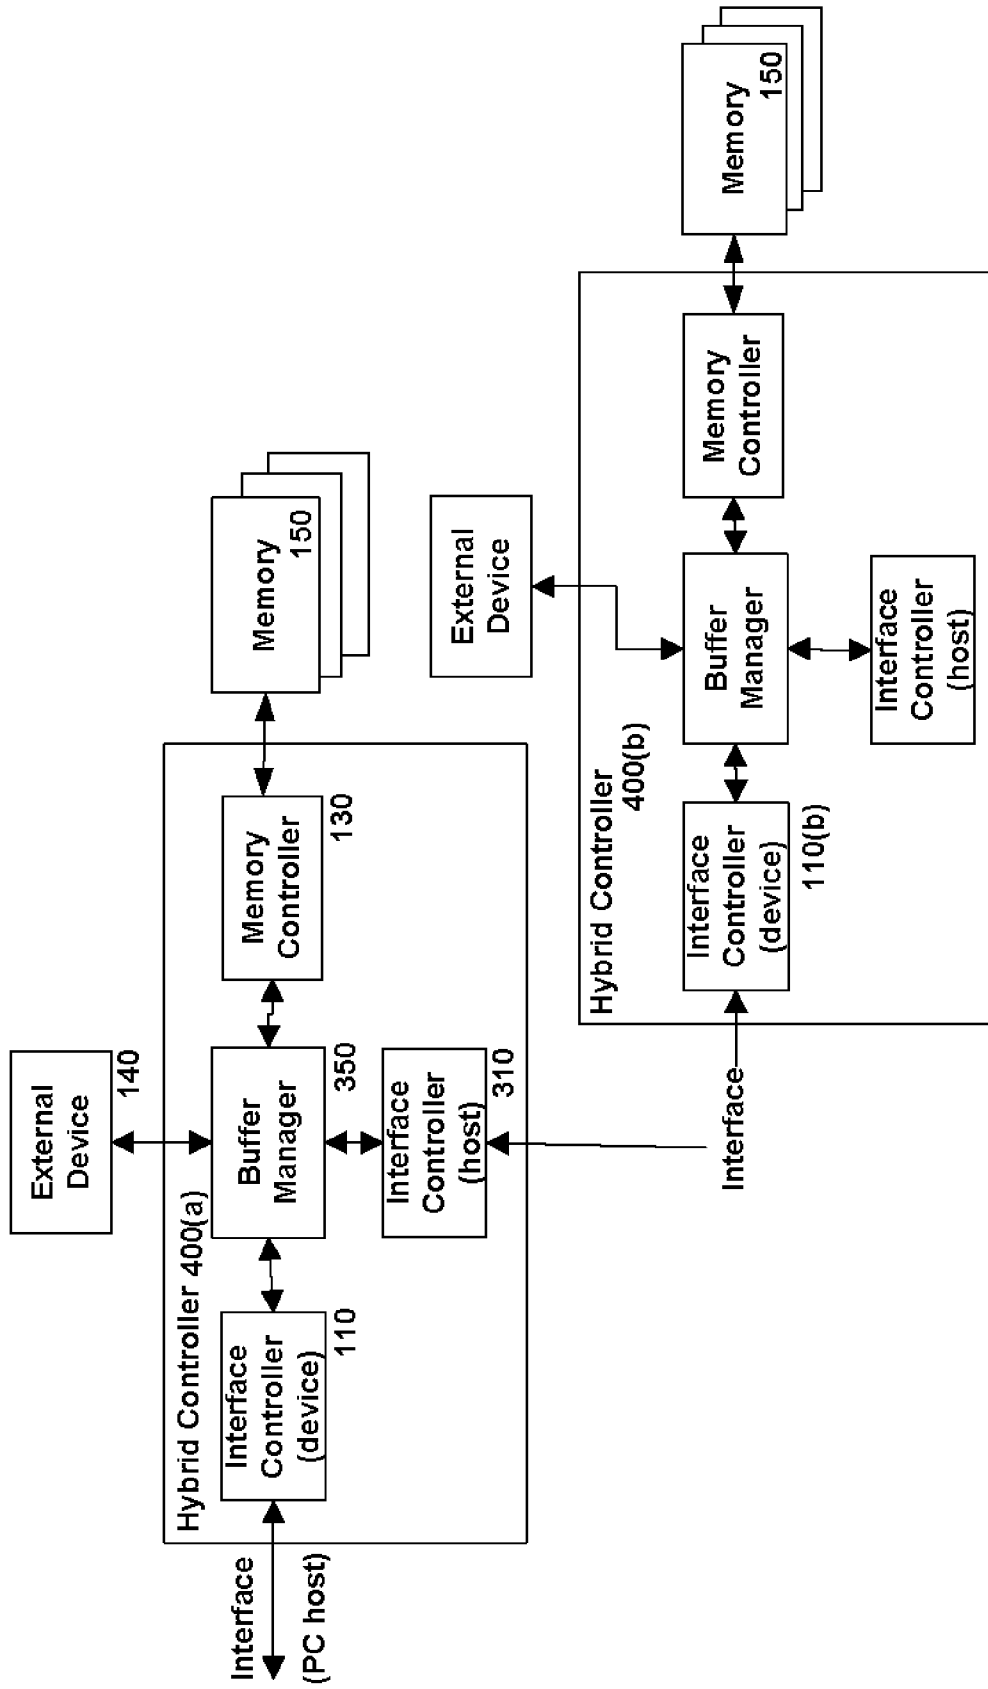 External
Device
140
Hybrid Controller 400(a)
Interface
(PC host)
Interface
Controller
(device)
110
Buffer
Manager
350
Memory
Controller
130
Memory
150
Interface
Controller
(host)
310
Interface
External
Device
Hybrid Controller
400(b)
Interface
Controller
(device)
110(b)
Buffer
Manager
Memory
Controller
Memory
150
Interface
Controller
(host)